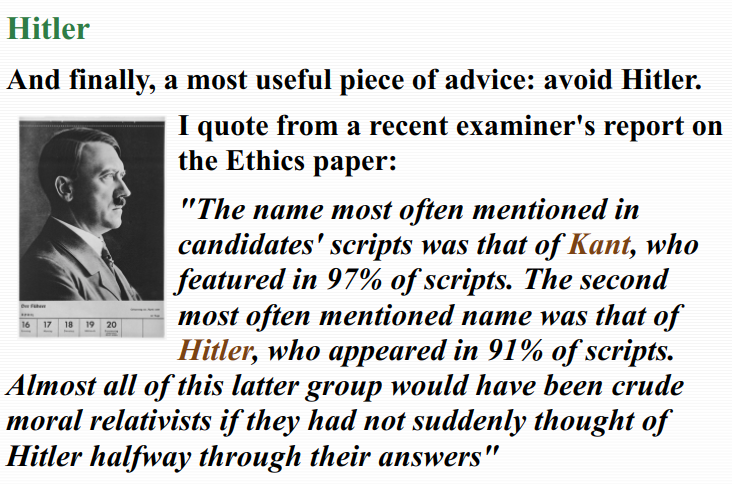 Hitler
And finally, a most useful piece of advice: avoid Hitler.
I quote from a recent examiner's report on
the Ethics paper:
"The name most often mentioned in
candidates' scripts was that of Kant, who
featured in 97% of scripts. The second
most often mentioned name was that of
Hitler, who appeared in 91% of scripts.
Almost all of this latter group would have been crude
moral relativists if they had not suddenly thought of
Hitler halfway through their answers"
Der Führer
16 17 18 19 20